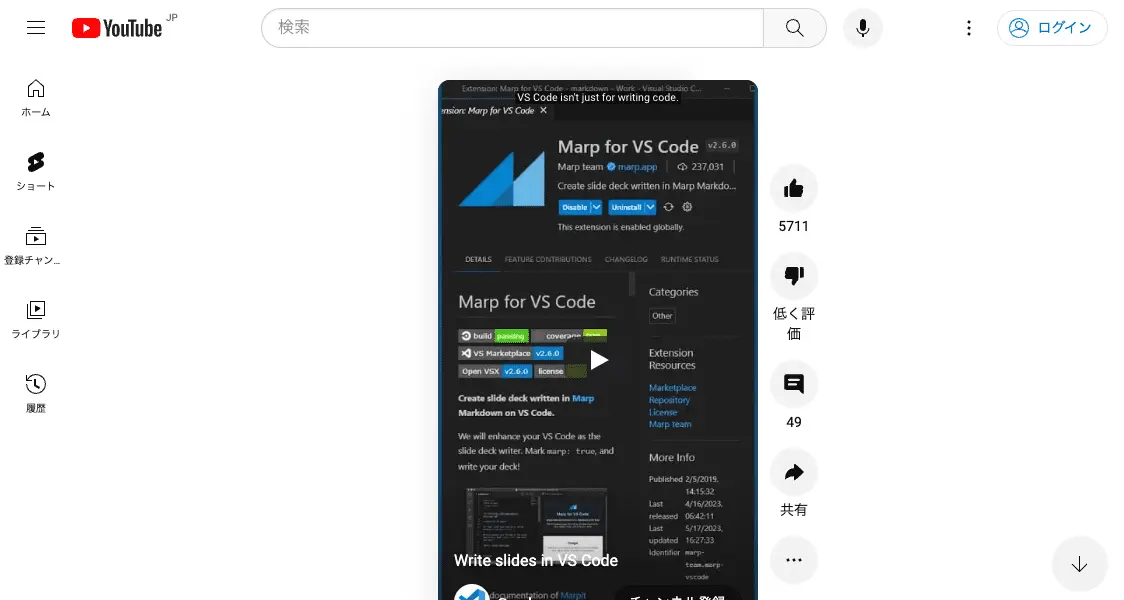 YouTube JP
検索
ログイン
ホーム
ショート
登録チャン...
ライブラリ
履歴
Extension: Marp for VS Code - markdown - Work - Visual Studio C...
VS Code isn't just for writing code.
ension: Marp for VS Code
Marp for VS Code v2.6.0
Marp team marp.app 237,031
Create slide deck written in Marp Markdo...
Disable Uninstall
This extension is enabled globally.
DETAILS FEATURE CONTRIBUTIONS CHANGELOG RUNTIME STATUS
Marp for VS Code
build passing coverage
VS Marketplace v2.6.0
Open VSX v2.6.0 license
Create slide deck written in Marp
Markdown on VS Code.
We will enhance your VS Code as the
slide deck writer. Mark marp: true, and
write your deck!
Categories
Other
Extension
Resources
Marketplace
Repository
License
Marp team
More Info
Published 2/5/2019,
14:15:32
Last 4/16/2023,
released 06:42:11
Last 5/17/2023,
updated 16:27:33
Identifier marp-
team.marp-
vscode
Marp for VS Code
Write slides in VS Code
documentation of Marpit
チャンネル登録
5711
低く評
価
49
共有